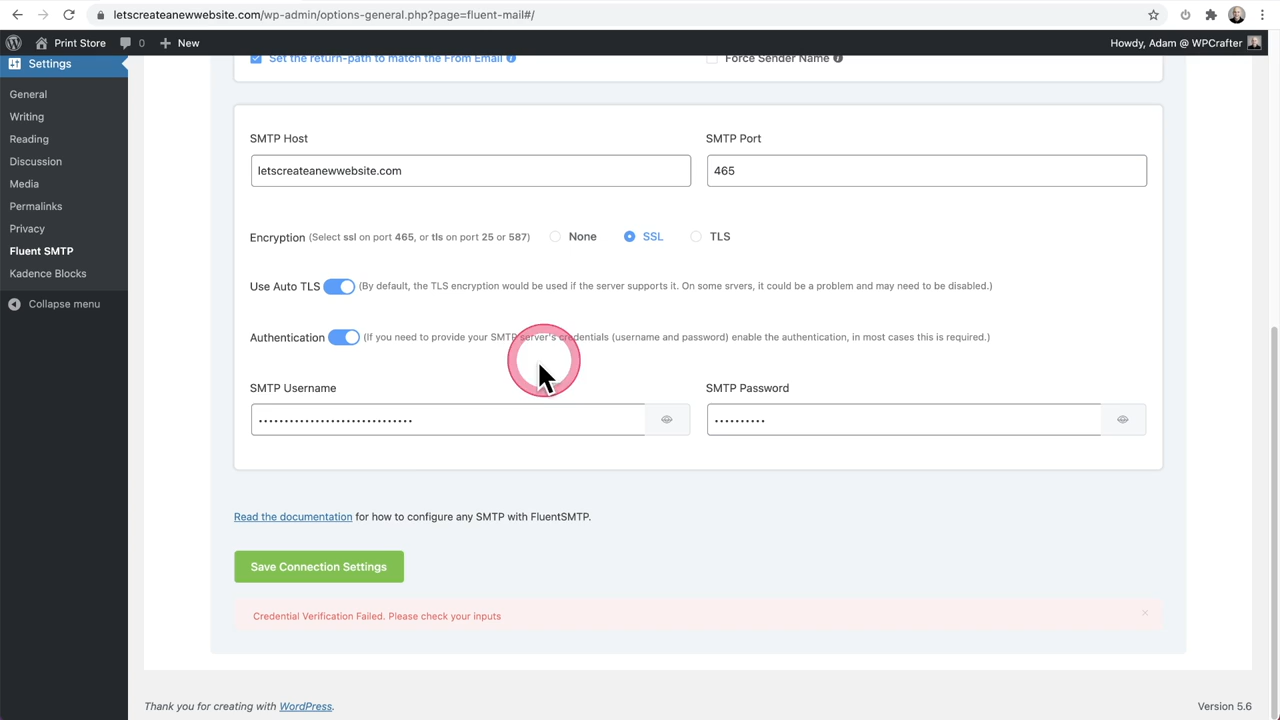 letscreateanewwebsite.com/wp-admin/options-general.php?page=fluent-mail#/
Print Store
0
New
Howdy, Adam @ WPCrafter
Settings
General
Writing
Reading
Discussion
Media
Permalinks
Privacy
Fluent SMTP
Kadence Blocks
Collapse menu
Set the return-path to match the From Email
Force Sender Name
SMTP Host
SMTP Port
letscreateanewwebsite.com
465
Encryption (Select ssl on port 465, or tls on port 25 or 587)
None
SSL
TLS
Use Auto TLS (By default, the TLS encryption would be used if the server supports it. On some srvers, it could be a problem and may need to be disabled.)
Authentication (If you need to provide your SMTP server's credentials (username and password) enable the authentication, in most cases this is required.)
SMTP Username
SMTP Password
Read the documentation for how to configure any SMTP with FluentSMTP.
Save Connection Settings
Credential Verification Failed. Please check your inputs
Thank you for creating with WordPress.
Version 5.6